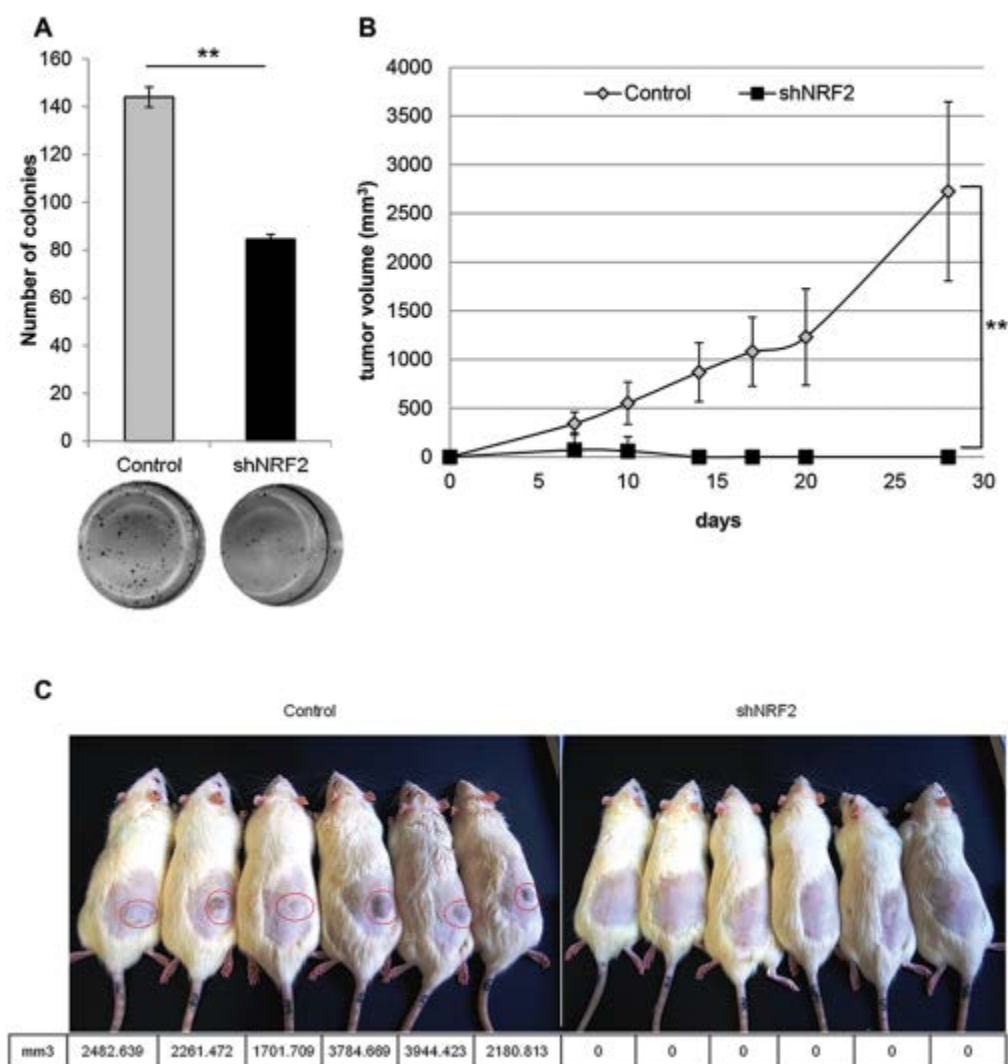 A
160
140
120
100
80
60
40
20
0
Number of colonies
**
Control shNRF2
B
4000
3500
3000
2500
2000
1500
1000
500
0
tumor volume (mm³)
Control shNRF2
**
0 5 10 15 20 25 30
days
C
Control shNRF2
mm3 2482.639 2261.472 1701.709 3784.669 3944.423 2180.813 0 0 0 0 0 0